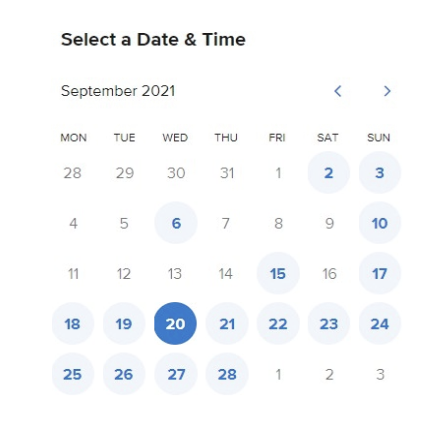 Select a Date & Time
September 2021
MON TUE WED THU FRI SAT SUN
28 29 30 31 1 2 3
4 5 6 7 8 9 10
11 12 13 14 15 16 17
18 19 20 21 22 23 24
25 26 27 28 1 2 3